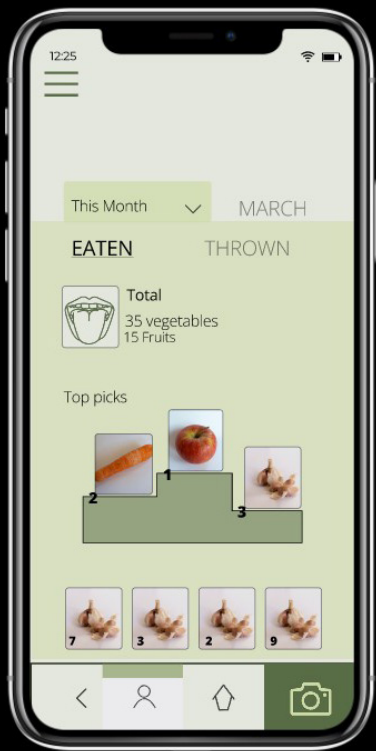 12:25
This Month
MARCH
EATEN
THROWN
Total
35 vegetables
15 Fruits
Top picks
1
2
3
7
3
2
9